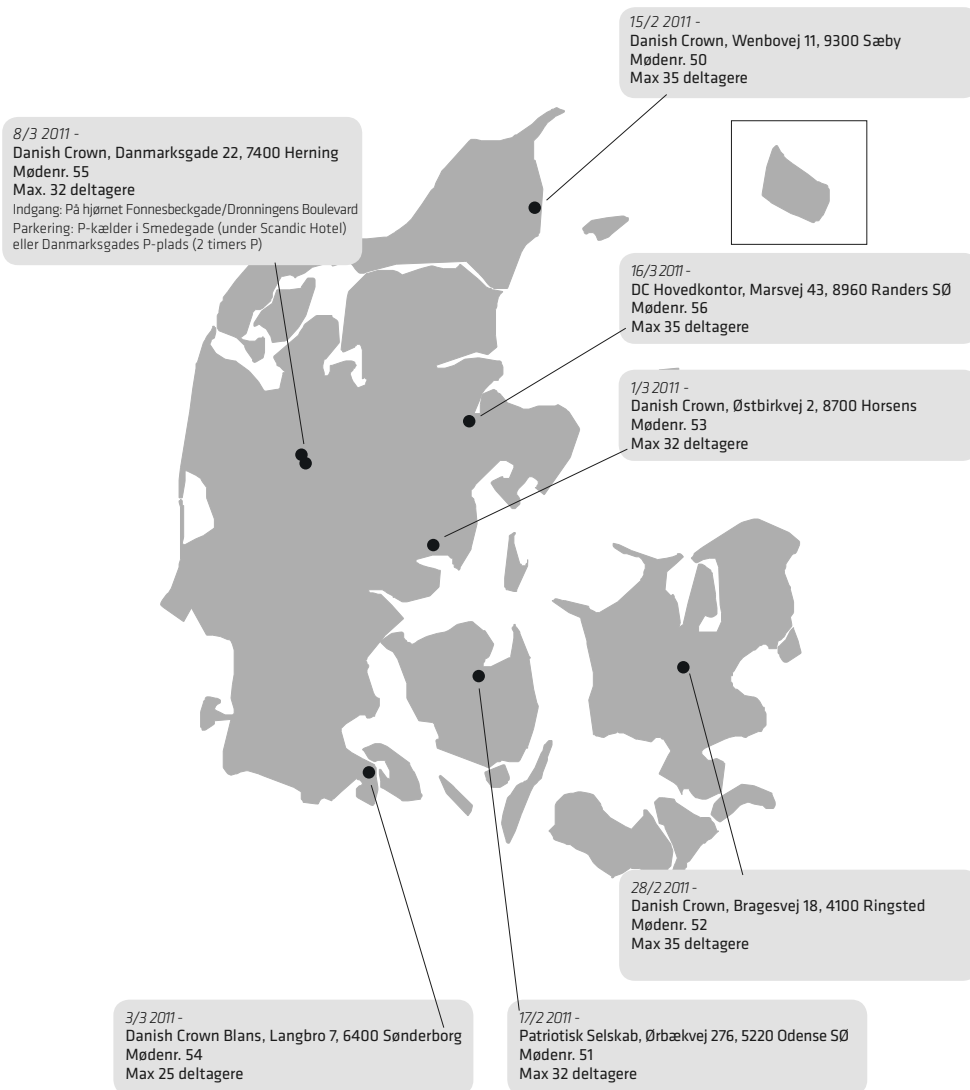 15/2 2011 -
Danish Crown, Wenbovej 11, 9300 Sæby
Mødenr. 50
Max 35 deltagere
8/3 2011 -
Danish Crown, Danmarksgade 22, 7400 Herning
Mødenr. 55
Max. 32 deltagere
Indgang: På hjørnet Fonnesbeckgade/Dronningens Boulevard
Parkering: P-kælder i Smedegade (under Scandic Hotel)
eller Danmarksgades P-plads (2 timers P)
16/3 2011 -
DC Hovedkontor, Marsvej 43, 8960 Randers SØ
Mødenr. 56
Max 35 deltagere
1/3 2011 -
Danish Crown, Østbirkvej 2, 8700 Horsens
Mødenr. 53
Max 32 deltagere
28/2 2011 -
Danish Crown, Bragesvej 18, 4100 Ringsted
Mødenr. 52
Max 35 deltagere
3/3 2011 -
Danish Crown Blans, Langbro 7, 6400 Sønderborg
Mødenr. 54
Max 25 deltagere
17/2 2011 -
Patriotisk Selskab, Ørbækvej 276, 5220 Odense SØ
Mødenr. 51
Max 32 deltagere